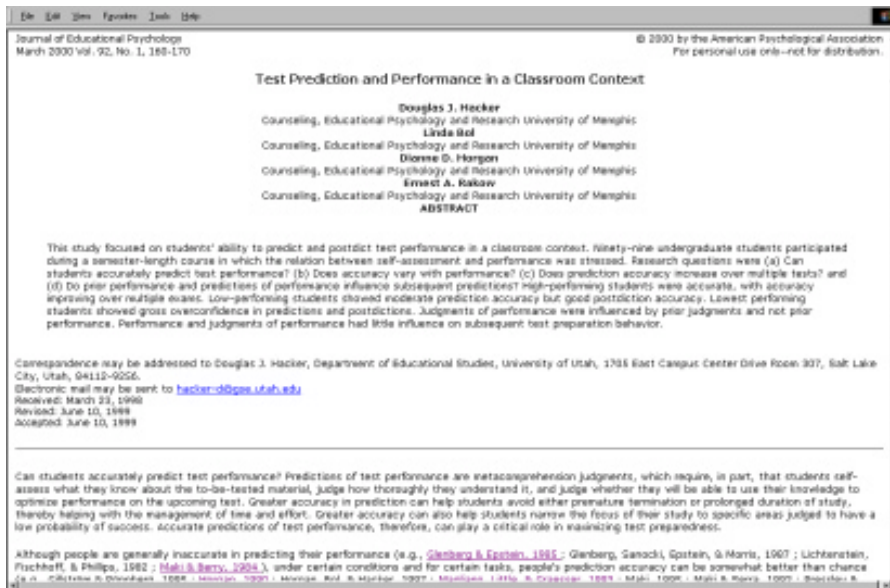 File Edit View Favorites Tools Help
Journal of Educational Psychology
© 2000 by the American Psychological Association
March 2000 Vol. 92, No. 1, 160-170
For personal use only--not for distribution.
Test Prediction and Performance in a Classroom Context
Douglas J. Hacker
Counseling, Educational Psychology and Research University of Memphis
Linda Bol
Counseling, Educational Psychology and Research University of Memphis
Dianne D. Horgan
Counseling, Educational Psychology and Research University of Memphis
Ernest A. Rakow
Counseling, Educational Psychology and Research University of Memphis
ABSTRACT
This study focused on students' ability to predict and postdict test performance in a classroom context. Ninety-nine undergraduate students participated
during a semester-length course in which the relation between self-assessment and performance was stressed. Research questions were (a) Can
students accurately predict test performance? (b) Does accuracy vary with performance? (c) Does prediction accuracy increase over multiple tests? and
(d) Do prior performance and predictions of performance influence subsequent predictions? High-performing students were accurate, with accuracy
improving over multiple exams. Low-performing students showed moderate prediction accuracy but good postdiction accuracy. Lowest performing
students showed gross overconfidence in predictions and postdictions. Judgments of performance were influenced by prior judgments and not prior
performance. Performance and judgments of performance had little influence on subsequent test preparation behavior.
Correspondence may be addressed to Douglas J. Hacker, Department of Educational Studies, University of Utah, 1705 East Campus Center Drive Room 307, Salt Lake
City, Utah, 84112-9256.
Electronic mail may be sent to hacker-d@gse.utah.edu
Received: March 23, 1998
Revised: June 10, 1999
Accepted: June 10, 1999
Can students accurately predict test performance? Predictions of test performance are metacomprehension judgments, which require, in part, that students self-
assess what they know about the to-be-tested material, judge how thoroughly they understand it, and judge whether they will be able to use their knowledge to
optimize performance on the upcoming test. Greater accuracy in prediction can help students avoid either premature termination or prolonged duration of study,
thereby helping with the management of time and effort. Greater accuracy can also help students narrow the focus of their study to specific areas judged to have a
low probability of success. Accurate predictions of test performance, therefore, can play a critical role in maximizing test preparedness.
Although people are generally inaccurate in predicting their performance (e.g., Glenberg & Epstein, 1985 ; Glenberg, Sanocki, Epstein, & Morris, 1987 ; Lichtenstein,
Fischhoff, & Phillips, 1982 ; Maki & Berry, 1984 ), under certain conditions and for certain tasks, people's prediction accuracy can be somewhat better than chance